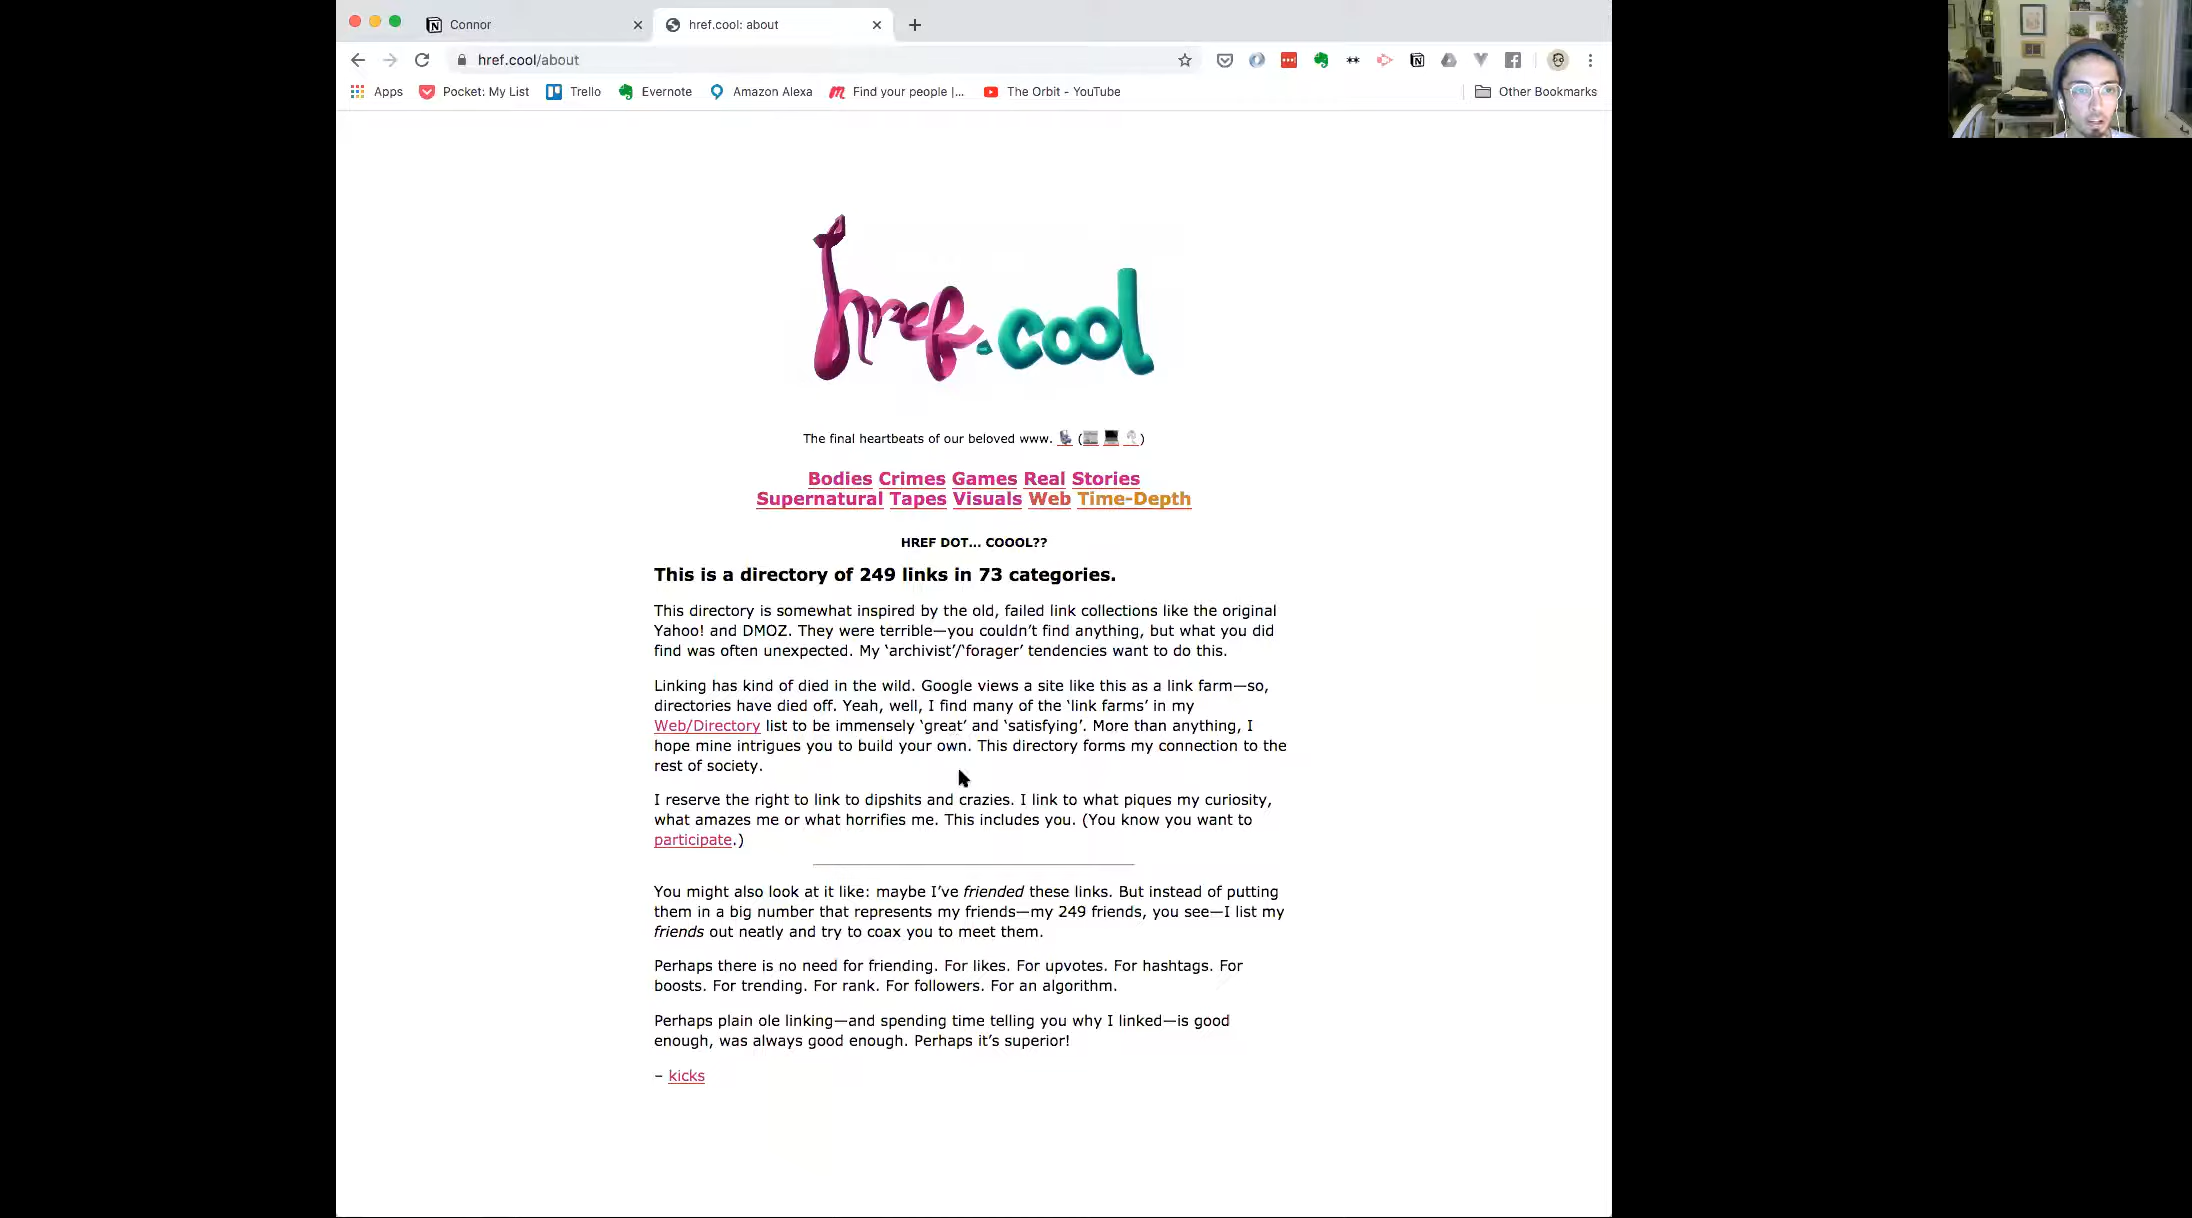 Connor
href.cool: about
href.cool/about
Apps
Pocket: My List
Trello
Evernote
Amazon Alexa
Find your people |...
The Orbit - YouTube
Other Bookmarks
href.cool
The final heartbeats of our beloved www. ( )
Bodies Crimes Games Real Stories
Supernatural Tapes Visuals Web Time-Depth
HREF DOT... COOOL??
This is a directory of 249 links in 73 categories.
This directory is somewhat inspired by the old, failed link collections like the original
Yahoo! and DMOZ. They were terrible—you couldn’t find anything, but what you did
find was often unexpected. My ‘archivist’/‘forager’ tendencies want to do this.
Linking has kind of died in the wild. Google views a site like this as a link farm—so,
directories have died off. Yeah, well, I find many of the ‘link farms’ in my
Web/Directory list to be immensely ‘great’ and ‘satisfying’. More than anything, I
hope mine intrigues you to build your own. This directory forms my connection to the
rest of society.
I reserve the right to link to dipshits and crazies. I link to what piques my curiosity,
what amazes me or what horrifies me. This includes you. (You know you want to
participate.)
You might also look at it like: maybe I’ve friended these links. But instead of putting
them in a big number that represents my friends—my 249 friends, you see—I list my
friends out neatly and try to coax you to meet them.
Perhaps there is no need for friending. For likes. For upvotes. For hashtags. For
boosts. For trending. For rank. For followers. For an algorithm.
Perhaps plain ole linking—and spending time telling you why I linked—is good
enough, was always good enough. Perhaps it’s superior!
– kicks